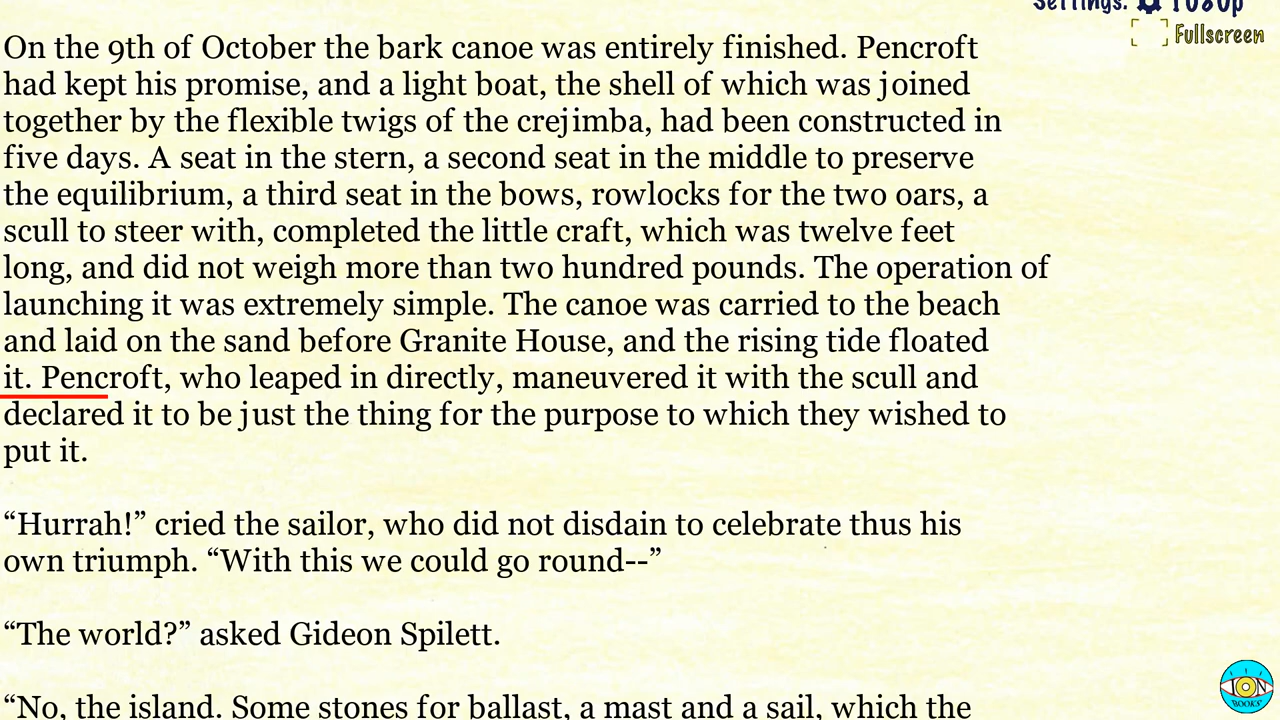 Settings: 1080p
Fullscreen
On the 9th of October the bark canoe was entirely finished. Pencroft
had kept his promise, and a light boat, the shell of which was joined
together by the flexible twigs of the crejimba, had been constructed in
five days. A seat in the stern, a second seat in the middle to preserve
the equilibrium, a third seat in the bows, rowlocks for the two oars, a
scull to steer with, completed the little craft, which was twelve feet
long, and did not weigh more than two hundred pounds. The operation of
launching it was extremely simple. The canoe was carried to the beach
and laid on the sand before Granite House, and the rising tide floated
it. Pencroft, who leaped in directly, maneuvered it with the scull and
declared it to be just the thing for the purpose to which they wished to
put it.
“Hurrah!” cried the sailor, who did not disdain to celebrate thus his
own triumph. “With this we could go round--”
“The world?” asked Gideon Spilett.
“No, the island. Some stones for ballast, a mast and a sail, which the
ION
BOOKS